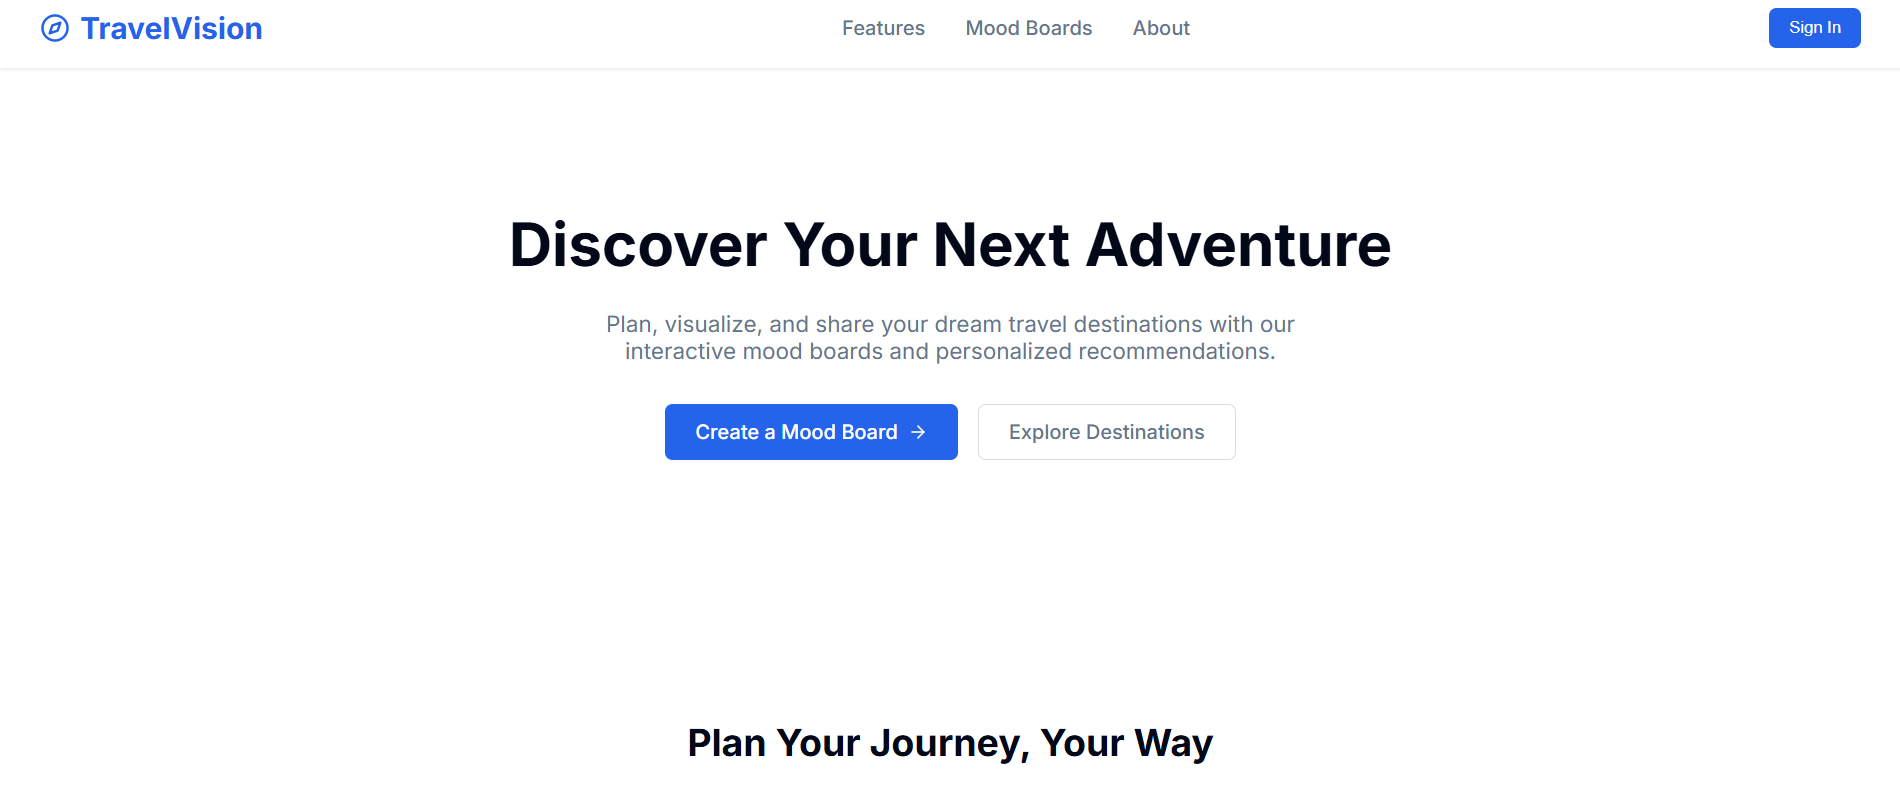 TravelVision
Features
Mood Boards
About
Sign In
Discover Your Next Adventure
Plan, visualize, and share your dream travel destinations with our
interactive mood boards and personalized recommendations.
Create a Mood Board →
Explore Destinations
Plan Your Journey, Your Way